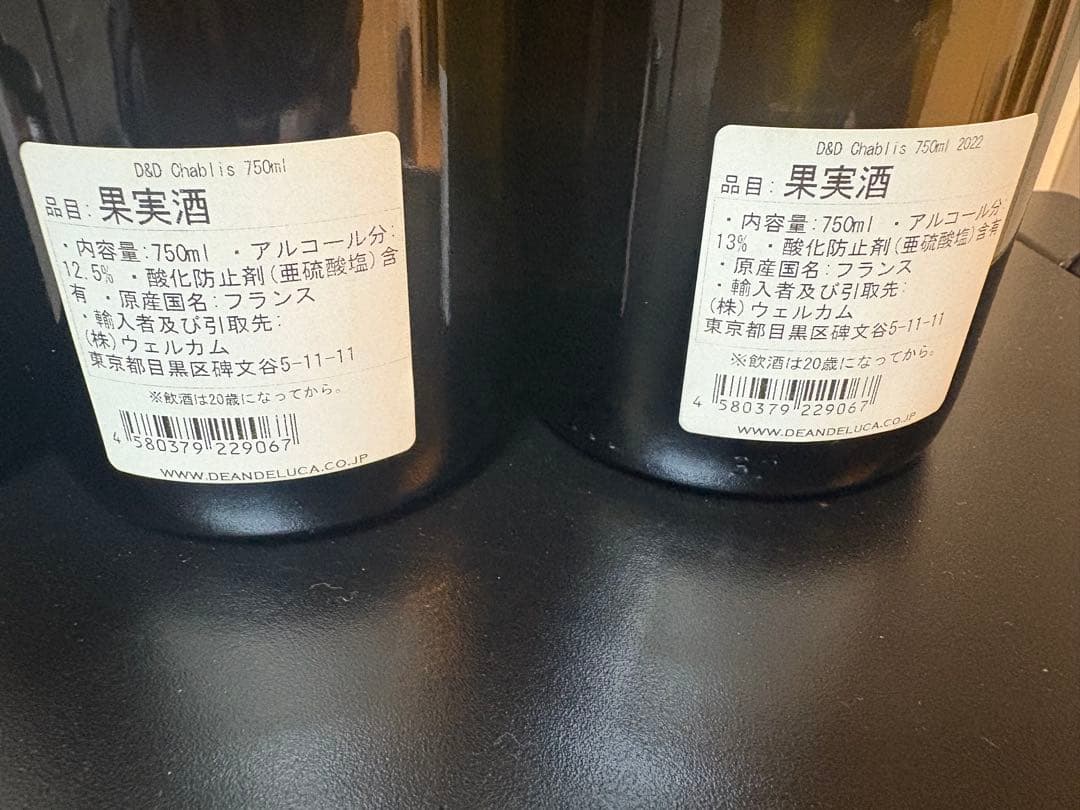 D&D Chablis 750ml
品目: 果実酒
・内容量:750ml ・アルコール分:
12.5% ・酸化防止剤(亜硫酸塩)含
有 ・原産国名:フランス
・輸入者及び引取先:
(株)ウェルカム
東京都目黒区碑文谷5-11-11
※飲酒は20歳になってから。
4 580379 229067
WWW.DEANDELUCA.CO.JP
D&D Chablis 750ml 2022
品目: 果実酒
・内容量:750ml ・アルコール分:
13% ・酸化防止剤(亜硫酸塩)含有
・原産国名:フランス
・輸入者及び引取先:
(株)ウェルカム
東京都目黒区碑文谷5-11-11
※飲酒は20歳になってから。
4 580379 229067
WWW.DEANDELUCA.CO.JP